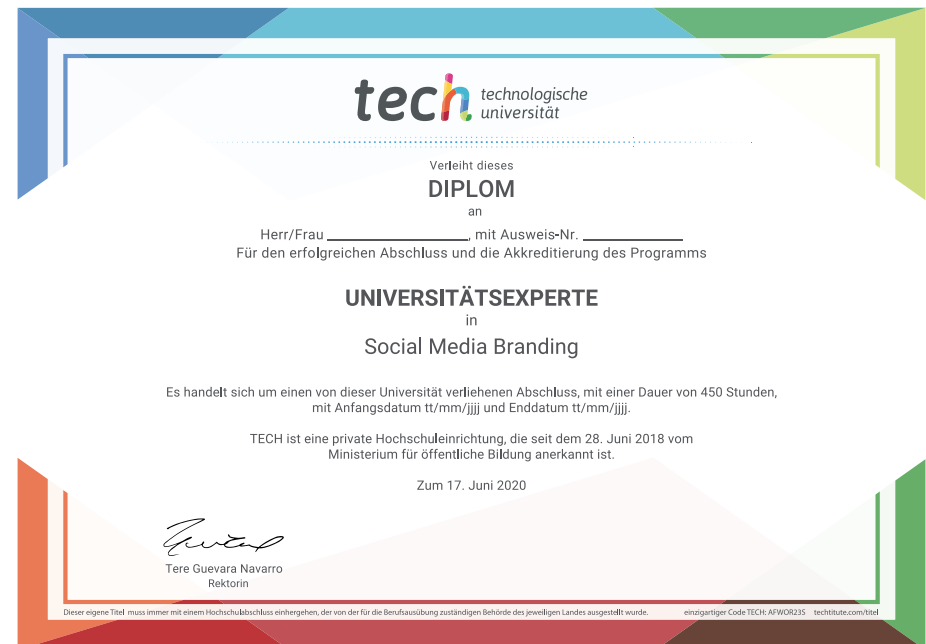 tech technologische
universität
Verleiht dieses
DIPLOM
an
Herr/Frau ____________________, mit Ausweis-Nr. ______________
Für den erfolgreichen Abschluss und die Akkreditierung des Programms
UNIVERSITÄTSEXPERTE
in
Social Media Branding
Es handelt sich um einen von dieser Universität verliehenen Abschluss, mit einer Dauer von 450 Stunden,
mit Anfangsdatum tt/mm/jjjj und Enddatum tt/mm/jjjj.
TECH ist eine private Hochschuleinrichtung, die seit dem 28. Juni 2018 vom
Ministerium für öffentliche Bildung anerkannt ist.
Zum 17. Juni 2020
Tere Guevara Navarro
Rektorin
Dieser eigene Titel muss immer mit einem Hochschulabschluss einhergehen, der von der für die Berufsausübung zuständigen Behörde des jeweiligen Landes ausgestellt wurde. einzigartiger Code TECH: AFWOR23S techtitute.com/titel